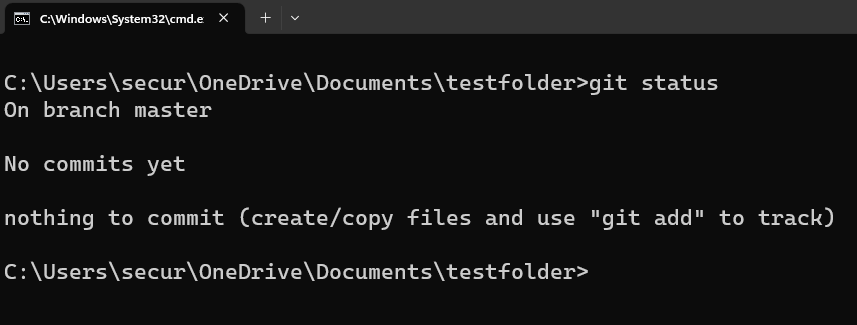 C:\Windows\System32\cmd.e
C:\Users\secur\OneDrive\Documents\testfolder>git status
On branch master
No commits yet
nothing to commit (create/copy files and use "git add" to track)
C:\Users\secur\OneDrive\Documents\testfolder>